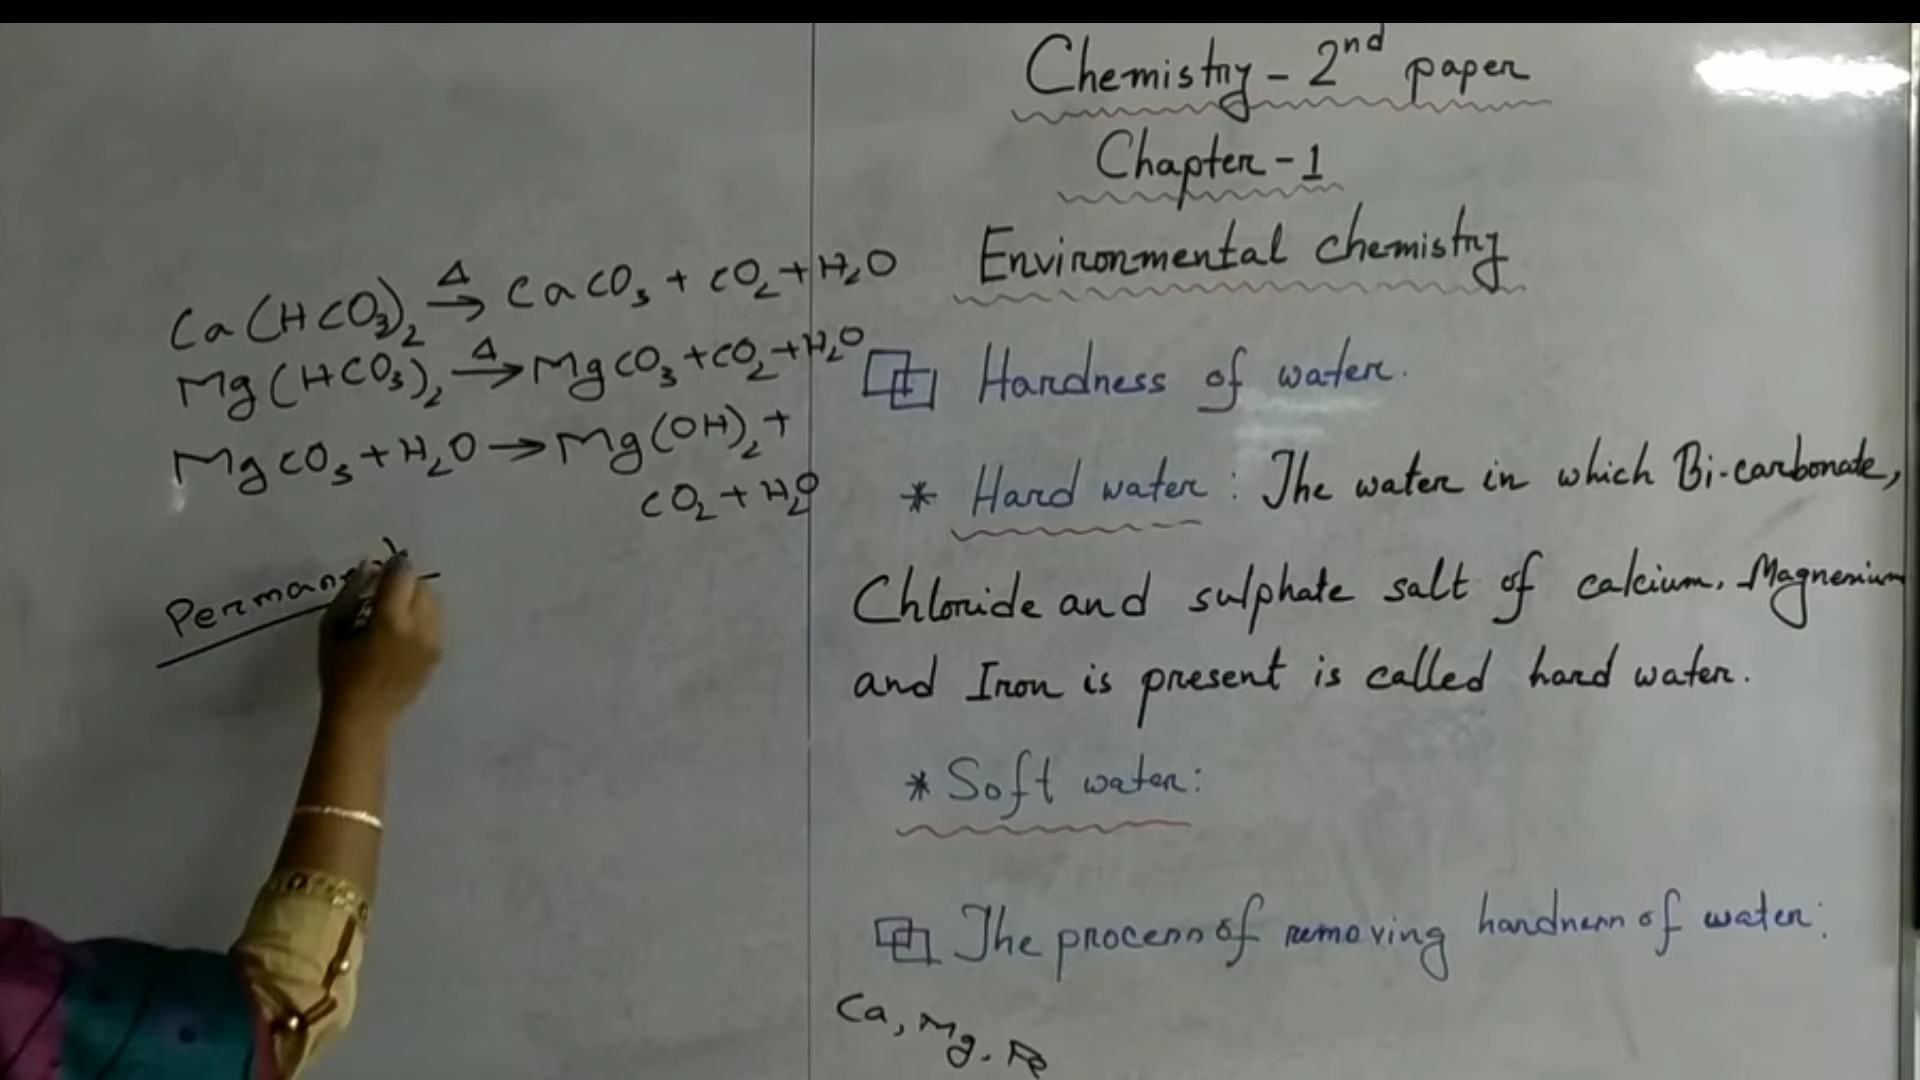 Chemistry - 2nd paper
Chapter - 1
Environmental chemistry
Hardness of water.
* Hard water : The water in which Bi-carbonate,
Chloride and sulphate salt of calcium, Magnesium
and Iron is present is called hard water.
* Soft water:
The process of removing hardness of water:
Ca, Mg. Fe
Ca(HCO₃)₂ →Δ CaCO₃ + CO₂ + H₂O
Mg(HCO₃)₂ →Δ MgCO₃ + CO₂ + H₂O
MgCO₃ + H₂O → Mg(OH)₂ +
CO₂ + H₂O